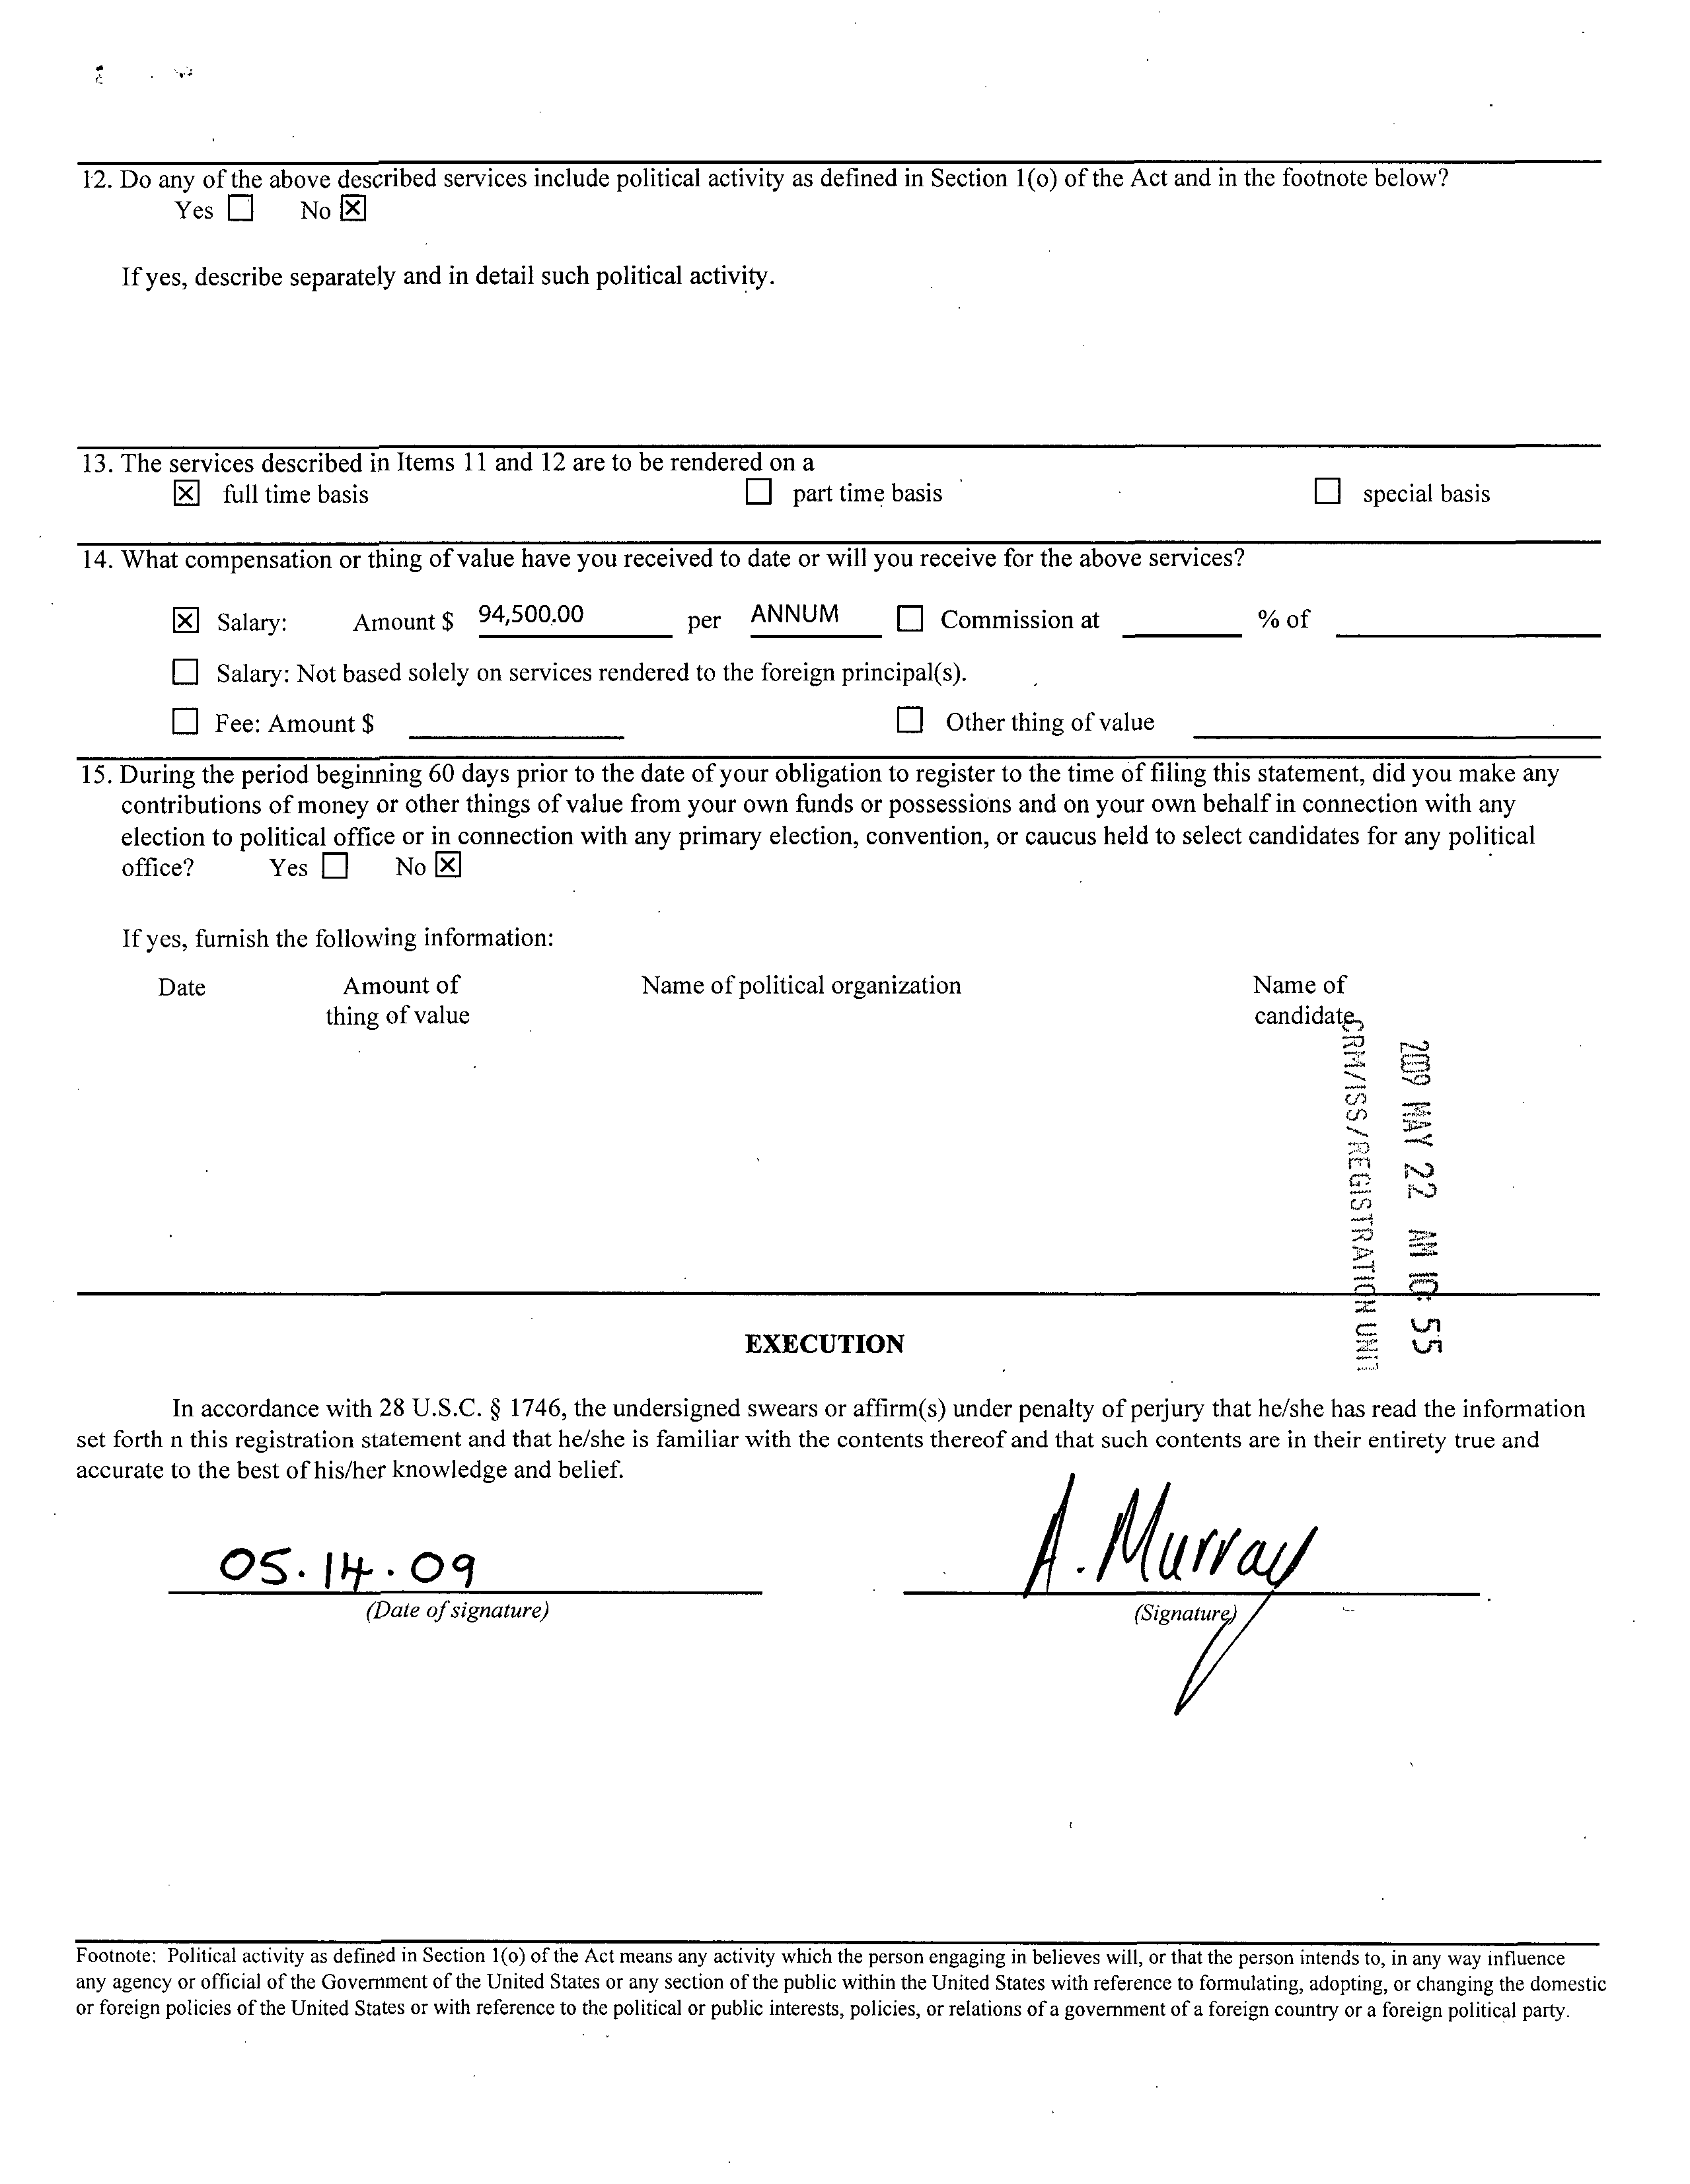 12. Do any of the above described services include political activity as defined in Section 1(o) of the Act and in the footnote below?
Yes ☐ No ☒
If yes, describe separately and in detail such political activity.
13. The services described in Items 11 and 12 are to be rendered on a
☒ full time basis ☐ part time basis ☐ special basis
14. What compensation or thing of value have you received to date or will you receive for the above services?
☒ Salary: Amount $ 94,500.00 per ANNUM ☐ Commission at % of
☐ Salary: Not based solely on services rendered to the foreign principal(s).
☐ Fee: Amount $ ☐ Other thing of value
15. During the period beginning 60 days prior to the date of your obligation to register to the time of filing this statement, did you make any
contributions of money or other things of value from your own funds or possessions and on your own behalf in connection with any
election to political office or in connection with any primary election, convention, or caucus held to select candidates for any political
office? Yes ☐ No ☒
If yes, furnish the following information:
Date Amount of Name of political organization Name of
thing of value candidate
CRM/ISS/REGISTRATION UNIT
2009 MAY 22 AM 10:55
EXECUTION
In accordance with 28 U.S.C. § 1746, the undersigned swears or affirm(s) under penalty of perjury that he/she has read the information
set forth n this registration statement and that he/she is familiar with the contents thereof and that such contents are in their entirety true and
accurate to the best of his/her knowledge and belief.
05.14.09 A. Murray
(Date of signature) (Signature)
Footnote: Political activity as defined in Section 1(o) of the Act means any activity which the person engaging in believes will, or that the person intends to, in any way influence
any agency or official of the Government of the United States or any section of the public within the United States with reference to formulating, adopting, or changing the domestic
or foreign policies of the United States or with reference to the political or public interests, policies, or relations of a government of a foreign country or a foreign political party.